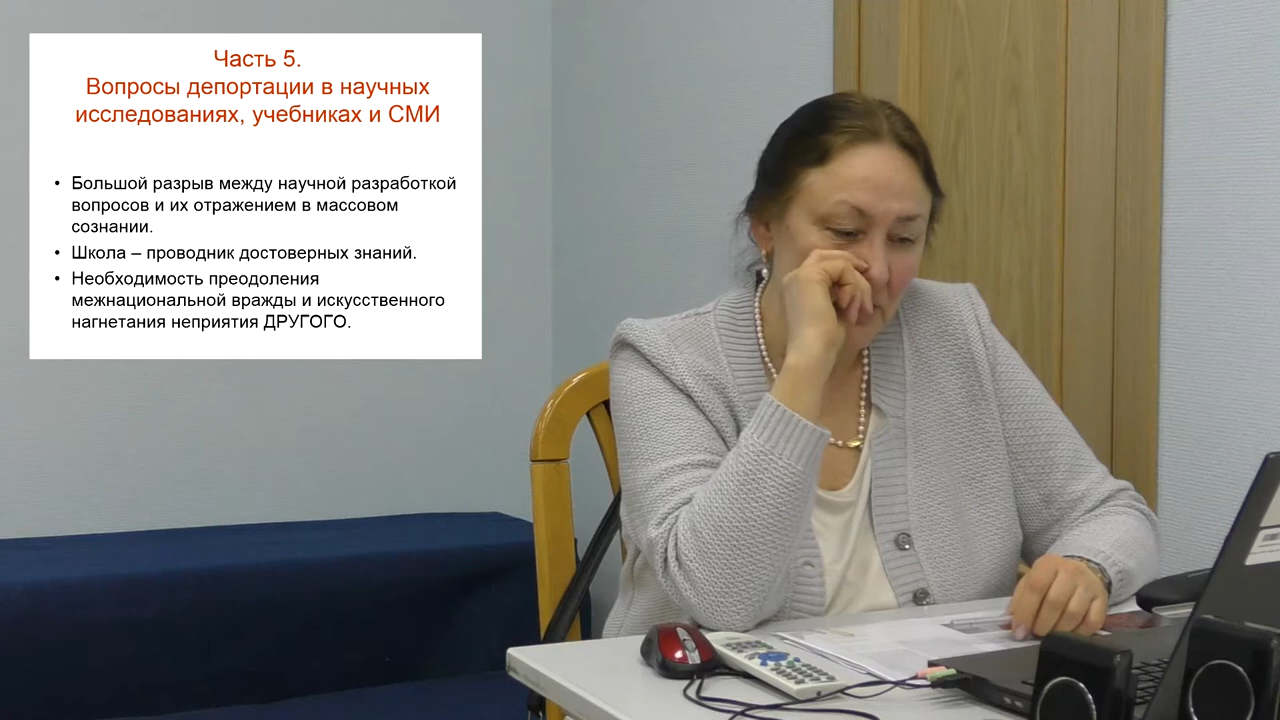 Часть 5.
Вопросы депортации в научных
исследованиях, учебниках и СМИ
• Большой разрыв между научной разработкой
вопросов и их отражением в массовом
сознании.
• Школа – проводник достоверных знаний.
• Необходимость преодоления
межнациональной вражды и искусственного
нагнетания неприятия ДРУГОГО.